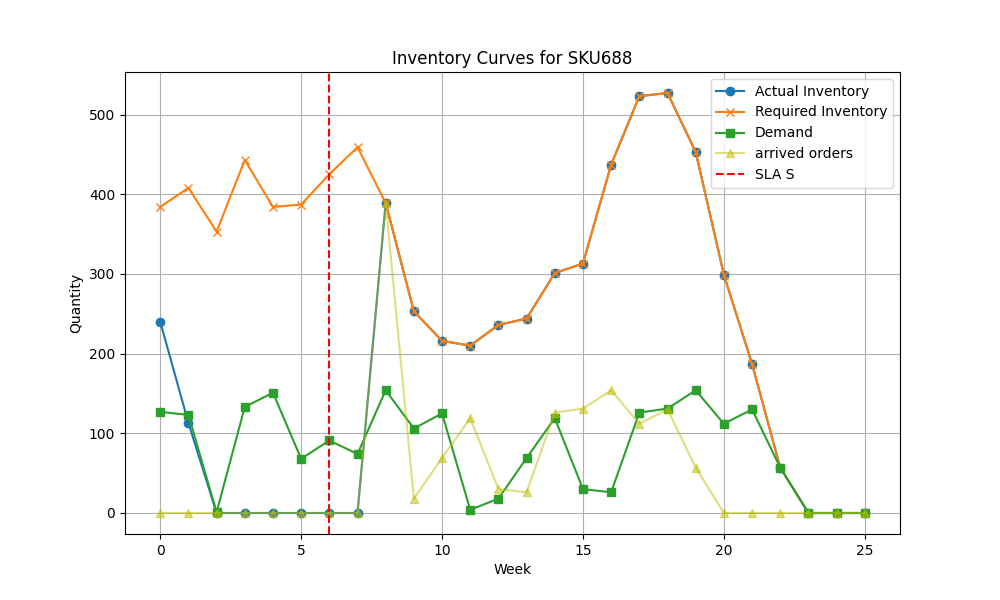 Inventory Curves for SKU688
Actual Inventory
Required Inventory
Demand
arrived orders
SLA S
Quantity
500
400
300
200
100
0
0 5 10 15 20 25
Week